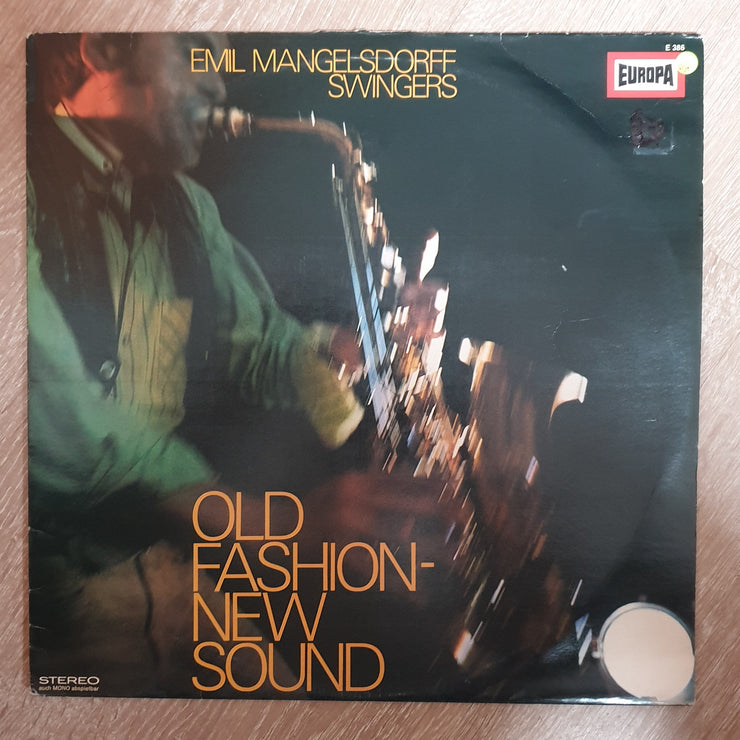 EMIL MANGELSDORFF
SWINGERS
E 386
EUROPA
OLD
FASHION-
NEW
SOUND
STEREO
auch MONO abspielbar